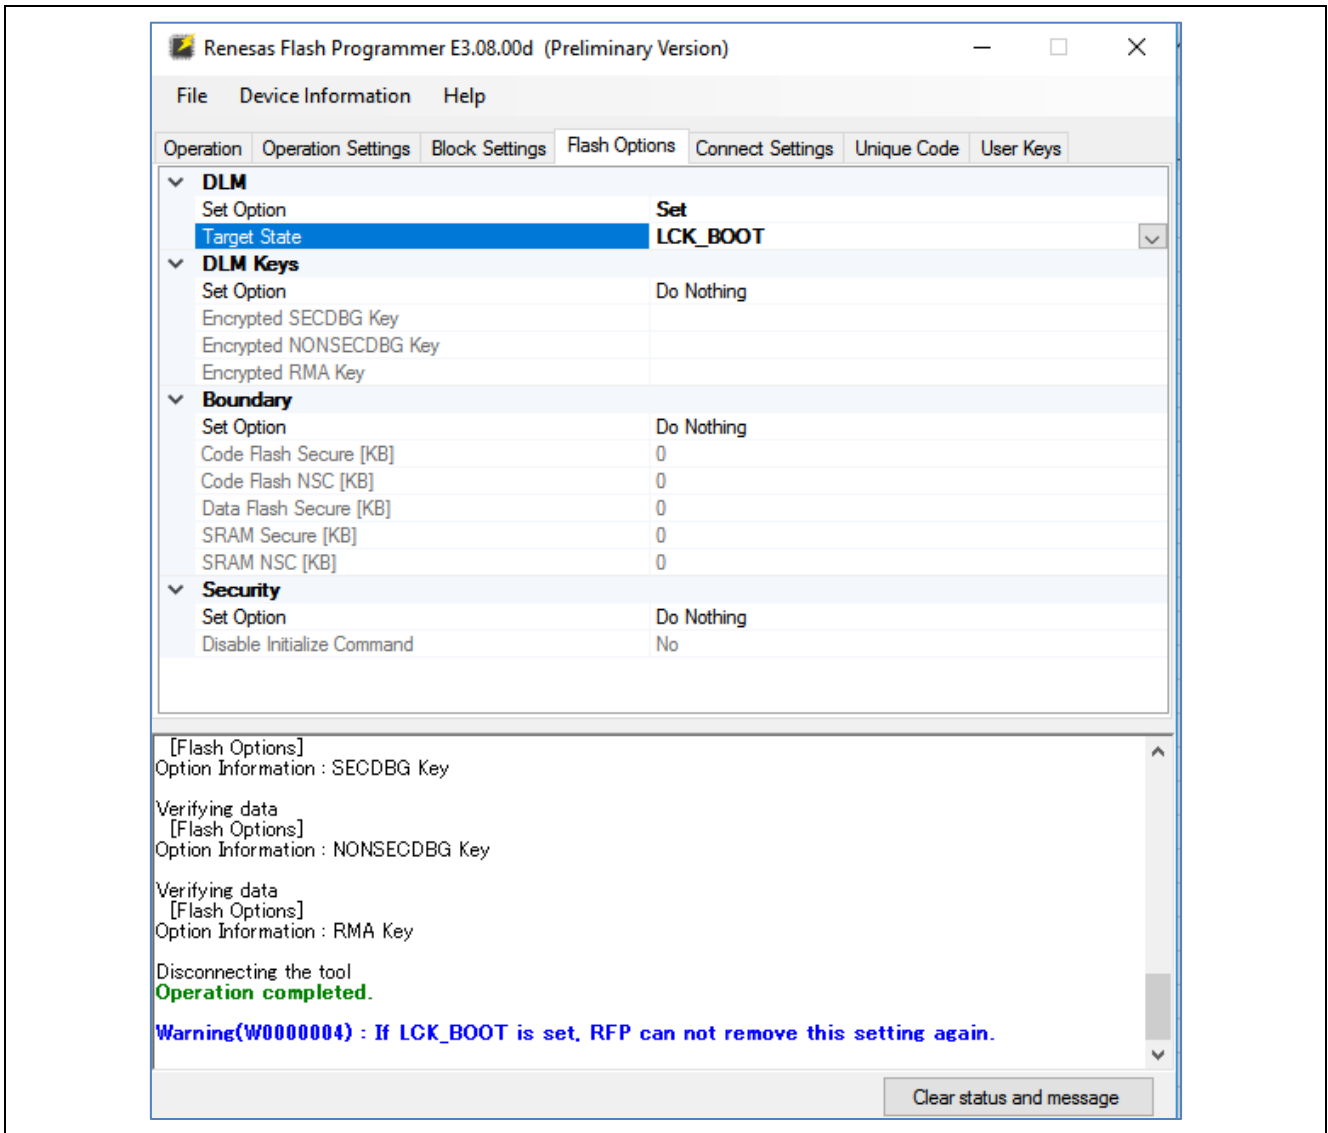 Renesas Flash Programmer E3.08.00d  (Preliminary Version)
File Device Information Help
Operation Operation Settings Block Settings Flash Options Connect Settings Unique Code User Keys
DLM
Set Option Set
Target State LCK_BOOT
DLM Keys
Set Option Do Nothing
Encrypted SECDBG Key
Encrypted NONSECDBG Key
Encrypted RMA Key
Boundary
Set Option Do Nothing
Code Flash Secure [KB] 0
Code Flash NSC [KB] 0
Data Flash Secure [KB] 0
SRAM Secure [KB] 0
SRAM NSC [KB] 0
Security
Set Option Do Nothing
Disable Initialize Command No
[Flash Options]
Option Information : SECDBG Key
Verifying data
[Flash Options]
Option Information : NONSECDBG Key
Verifying data
[Flash Options]
Option Information : RMA Key
Disconnecting the tool
Operation completed.
Warning(W0000004) : If LCK_BOOT is set, RFP can not remove this setting again.
Clear status and message